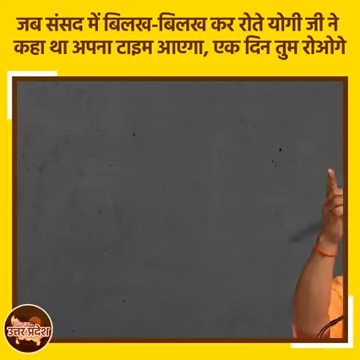 जब संसद में बिलख-बिलख कर रोते योगी जी ने
कहा था अपना टाइम आएगा, एक दिन तुम रोओगे
उत्तर प्रदेश